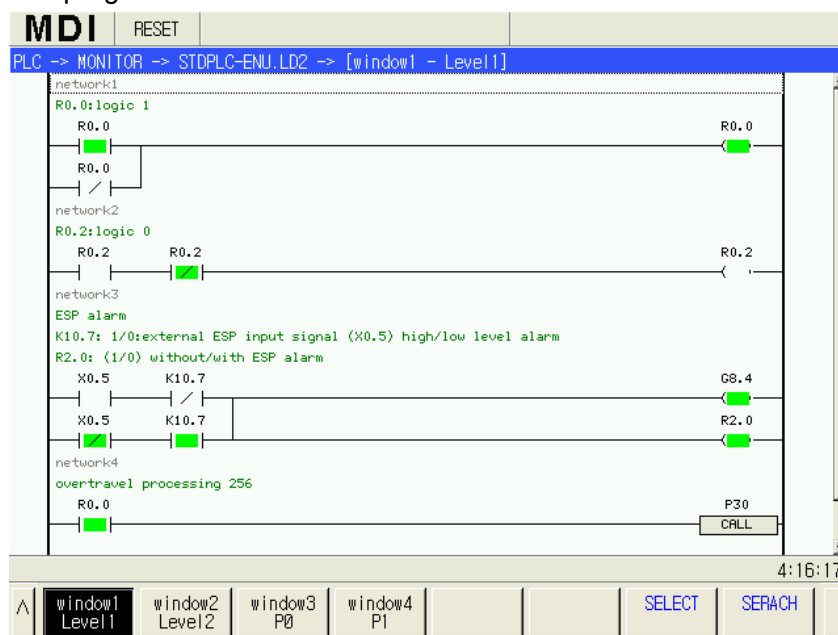 MDI RESET
PLC -> MONITOR -> STDPLC-ENU.LD2 -> [window1 - Level1]
network1
R0.0:logic 1
R0.0 R0.0
R0.0
network2
R0.2:logic 0
R0.2 R0.2 R0.2
network3
ESP alarm
K10.7: 1/0:external ESP input signal (X0.5) high/low level alarm
R2.0: (1/0) without/with ESP alarm
X0.5 K10.7 G8.4
X0.5 K10.7 R2.0
network4
overtravel processing 256
R0.0 P30
CALL
4:16:17
window1 window2 window3 window4 SELECT SERACH
Level1 Level2 P0 P1